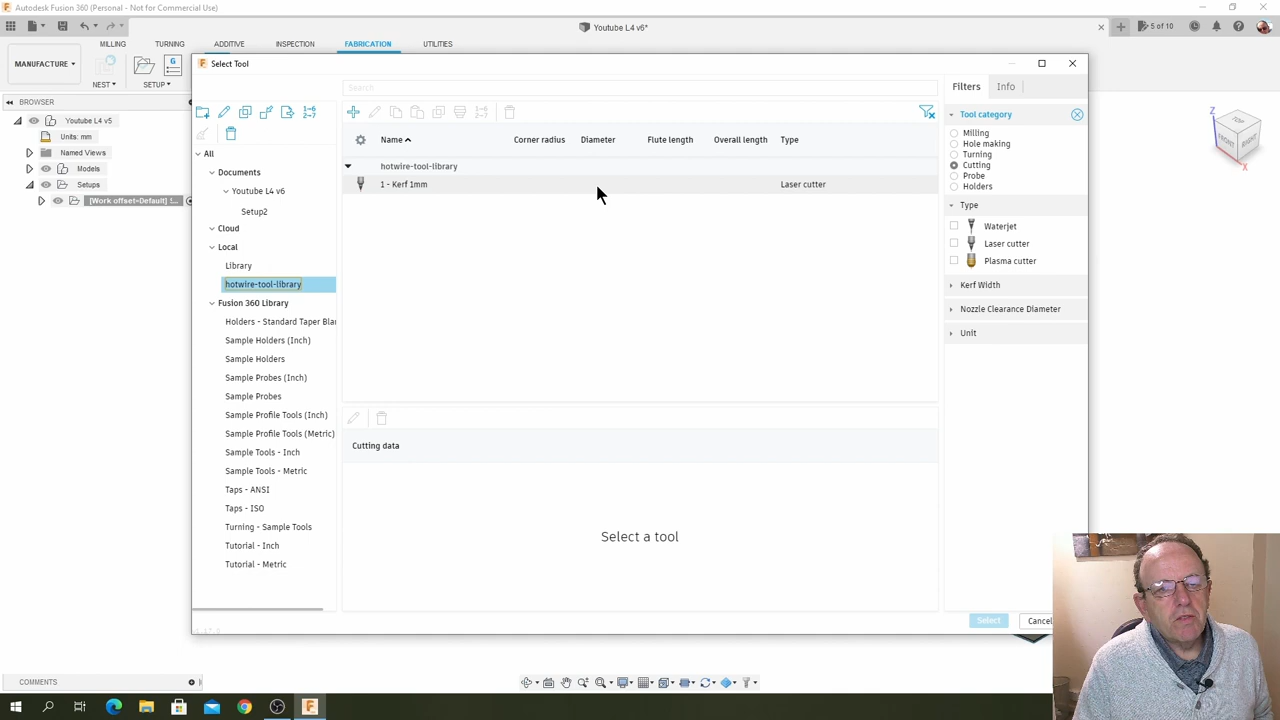 Autodesk Fusion 360 (Personal - Not for Commercial Use)
Youtube L4 v6*
5 of 10
MILLING
TURNING
ADDITIVE
INSPECTION
FABRICATION
UTILITIES
MANUFACTURE
NEST
SETUP
BROWSER
Youtube L4 v5
Units: mm
Named Views
Models
Setups
[Work offset=Default]
Select Tool
Search
All
Documents
Youtube L4 v6
Setup2
Cloud
Local
Library
hotwire-tool-library
Fusion 360 Library
Holders - Standard Taper Blan
Sample Holders (Inch)
Sample Holders
Sample Probes (Inch)
Sample Probes
Sample Profile Tools (Inch)
Sample Profile Tools (Metric)
Sample Tools - Inch
Sample Tools - Metric
Taps - ANSI
Taps - ISO
Turning - Sample Tools
Tutorial - Inch
Tutorial - Metric
Name Corner radius Diameter Flute length Overall length Type
hotwire-tool-library
1 - Kerf 1mm Laser cutter
Cutting data
Select a tool
Filters Info
Tool category
Milling
Hole making
Turning
Cutting
Probe
Holders
Type
Waterjet
Laser cutter
Plasma cutter
Kerf Width
Nozzle Clearance Diameter
Unit
Select
Cancel
TOP
FRONT
RIGHT
Z
X
COMMENTS